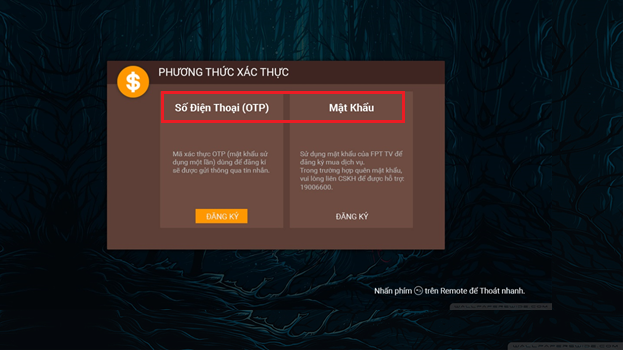 PHƯƠNG THỨC XÁC THỰC
Số Điện Thoại (OTP)
Mật Khẩu
Mã xác thực OTP (mật khẩu sử
dụng một lần) dùng để đăng kí
sẽ được gửi thông qua tin nhắn.
Sử dụng mật khẩu của FPT TV để
đăng ký mua dịch vụ.
Trong trường hợp quên mật khẩu,
vui lòng liên CSKH để được hỗ trợ:
19006600.
ĐĂNG KÝ
ĐĂNG KÝ
Nhấn phím trên Remote để Thoát nhanh.